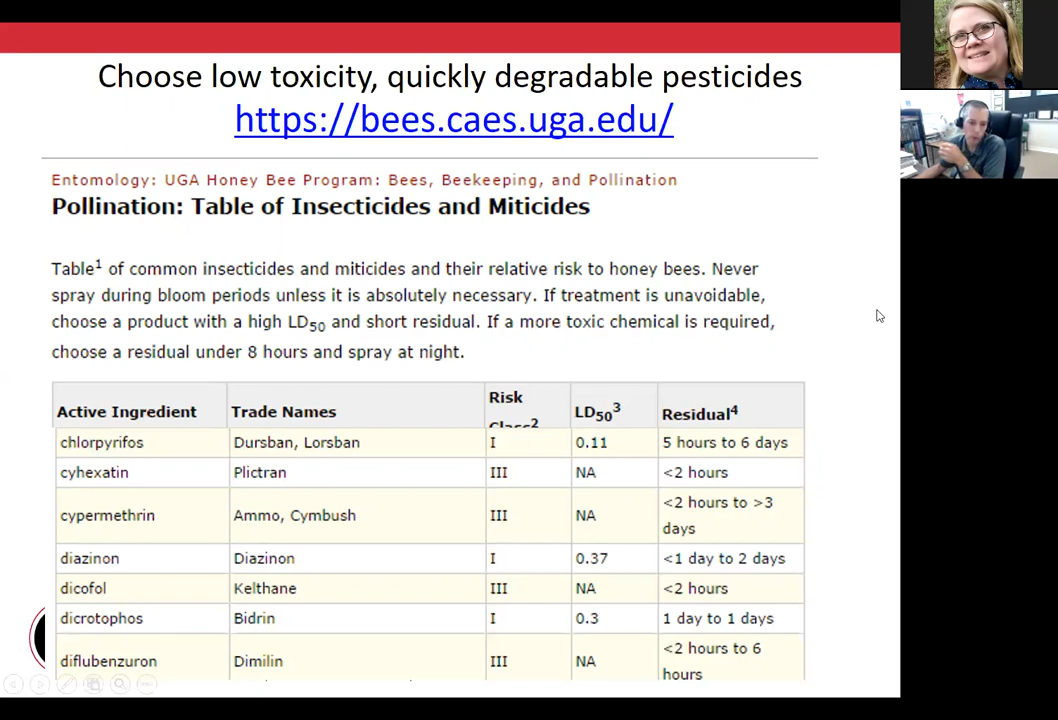 Choose low toxicity, quickly degradable pesticides
https://bees.caes.uga.edu/
Entomology: UGA Honey Bee Program: Bees, Beekeeping, and Pollination
Pollination: Table of Insecticides and Miticides
Table¹ of common insecticides and miticides and their relative risk to honey bees. Never
spray during bloom periods unless it is absolutely necessary. If treatment is unavoidable,
choose a product with a high LD₅₀ and short residual. If a more toxic chemical is required,
choose a residual under 8 hours and spray at night.
Active Ingredient Trade Names Risk Class² LD₅₀³ Residual⁴
chlorpyrifos Dursban, Lorsban I 0.11 5 hours to 6 days
cyhexatin Plictran III NA <2 hours
cypermethrin Ammo, Cymbush III NA <2 hours to >3
days
diazinon Diazinon I 0.37 <1 day to 2 days
dicofol Kelthane III NA <2 hours
dicrotophos Bidrin I 0.3 1 day to 1 days
diflubenzuron Dimilin III NA <2 hours to 6
hours